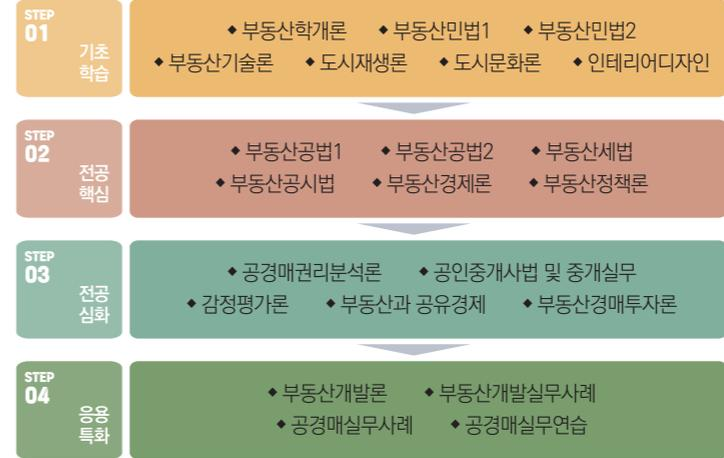 STEP
01
기초
학습
◆ 부동산학개론 ◆ 부동산민법1 ◆ 부동산민법2
◆ 부동산기술론 ◆ 도시재생론 ◆ 도시문화론 ◆ 인테리어디자인
STEP
02
전공
핵심
◆ 부동산공법1 ◆ 부동산공법2 ◆ 부동산세법
◆ 부동산공시법 ◆ 부동산경제론 ◆ 부동산정책론
STEP
03
전공
심화
◆ 공경매권리분석론 ◆ 공인중개사법 및 중개실무
◆ 감정평가론 ◆ 부동산과 공유경제 ◆ 부동산경매투자론
STEP
04
응용
특화
◆ 부동산개발론 ◆ 부동산개발실무사례
◆ 공경매실무사례 ◆ 공경매실무연습